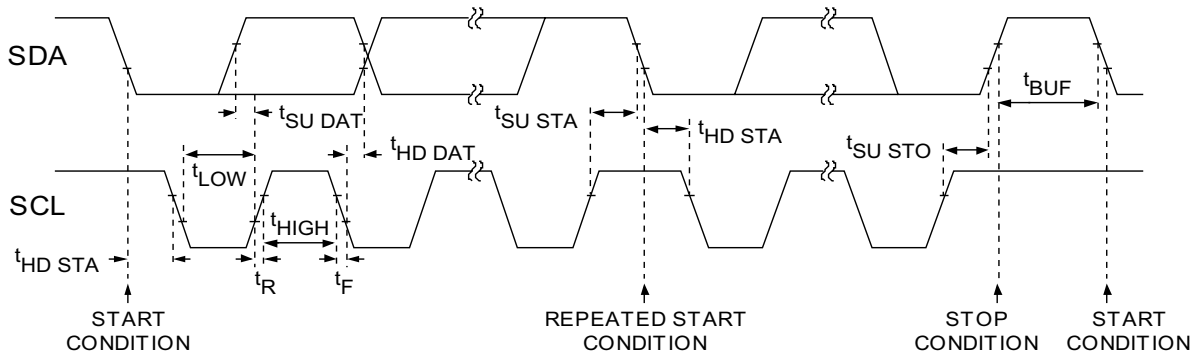 SDA
tBUF
tSU DAT
tSU STA
tHD STA
tHD DAT
tSU STO
tLOW
SCL
tHIGH
tHD STA
tR
tF
START
CONDITION
REPEATED START
CONDITION
STOP
CONDITION
START
CONDITION